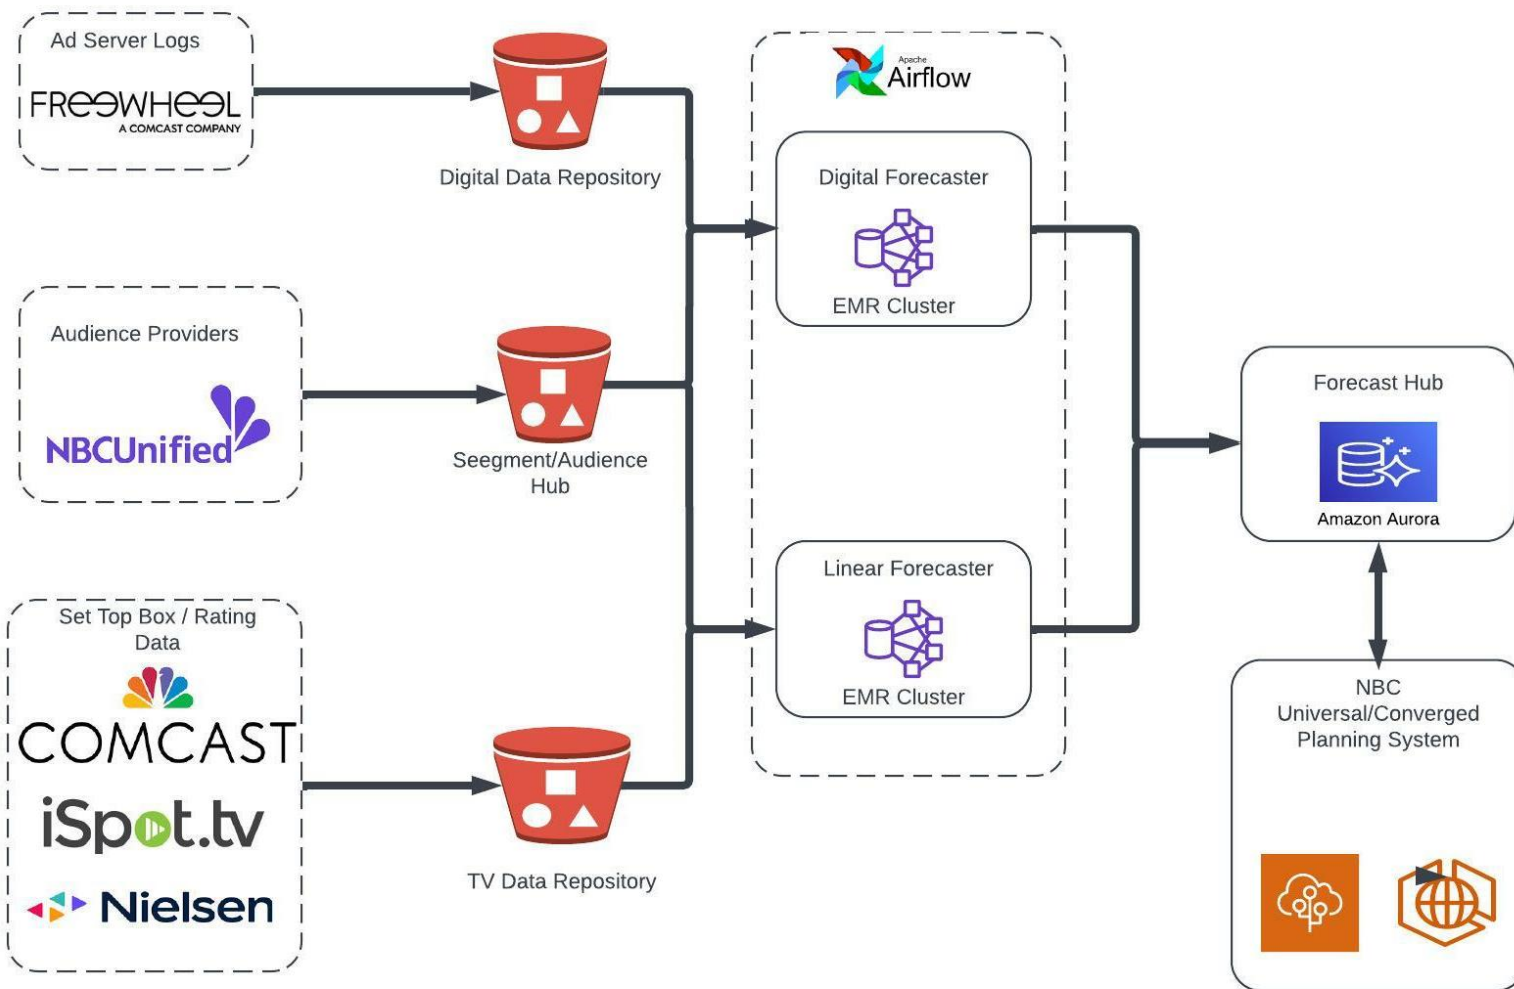 Ad Server Logs
FREEWHEEL
A COMCAST COMPANY
Digital Data Repository
Apache
Airflow
Digital Forecaster
EMR Cluster
Audience Providers
NBCUnified
Seegment/Audience
Hub
Forecast Hub
Amazon Aurora
Linear Forecaster
EMR Cluster
Set Top Box / Rating
Data
COMCAST
iSpot.tv
Nielsen
TV Data Repository
NBC
Universal/Converged
Planning System